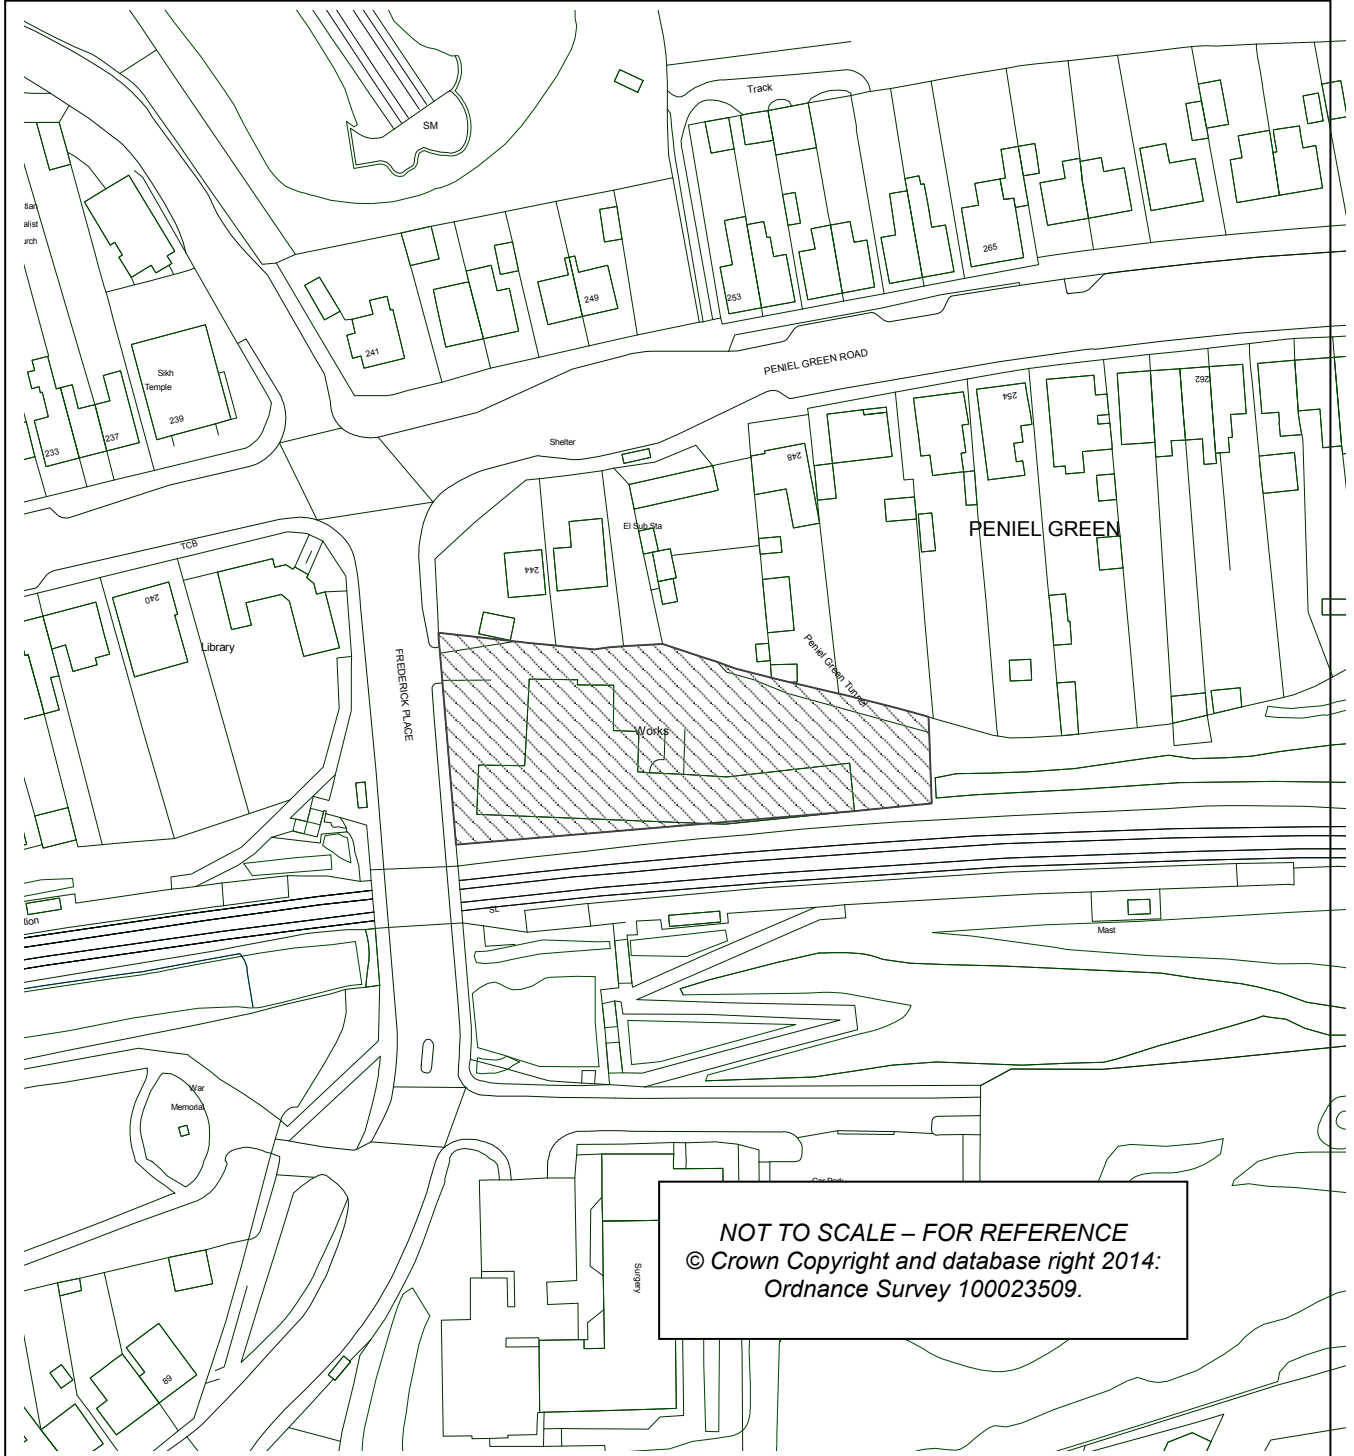 Track
SM
265
253
249
241
PENIEL GREEN ROAD
Sikh
Temple
239
237
233
262
254
248
Shelter
El Sub Sta
PENIEL GREEN
TCB
244
240
Library
FREDERICK PLACE
Peniel Green Tunnel
Works
SL
Mast
War
Memorial
Car Park
Surgery
89
NOT TO SCALE – FOR REFERENCE
© Crown Copyright and database right 2014:
Ordnance Survey 100023509.